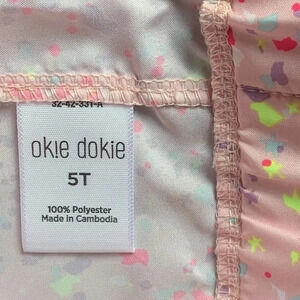 32-42-331-A
okie dokie
5T
100% Polyester
Made in Cambodia